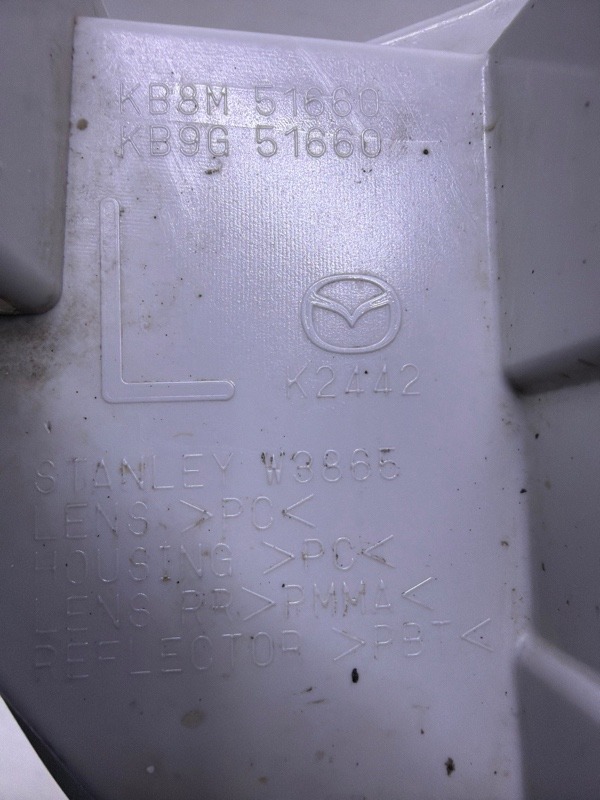 KB8M 51660
KB9G 51660
L
K2442
STANLEY W3865
LENS >PC<
HOUSING >PC<
LENS RR>PMMA<
REFLECTOR >PBT<